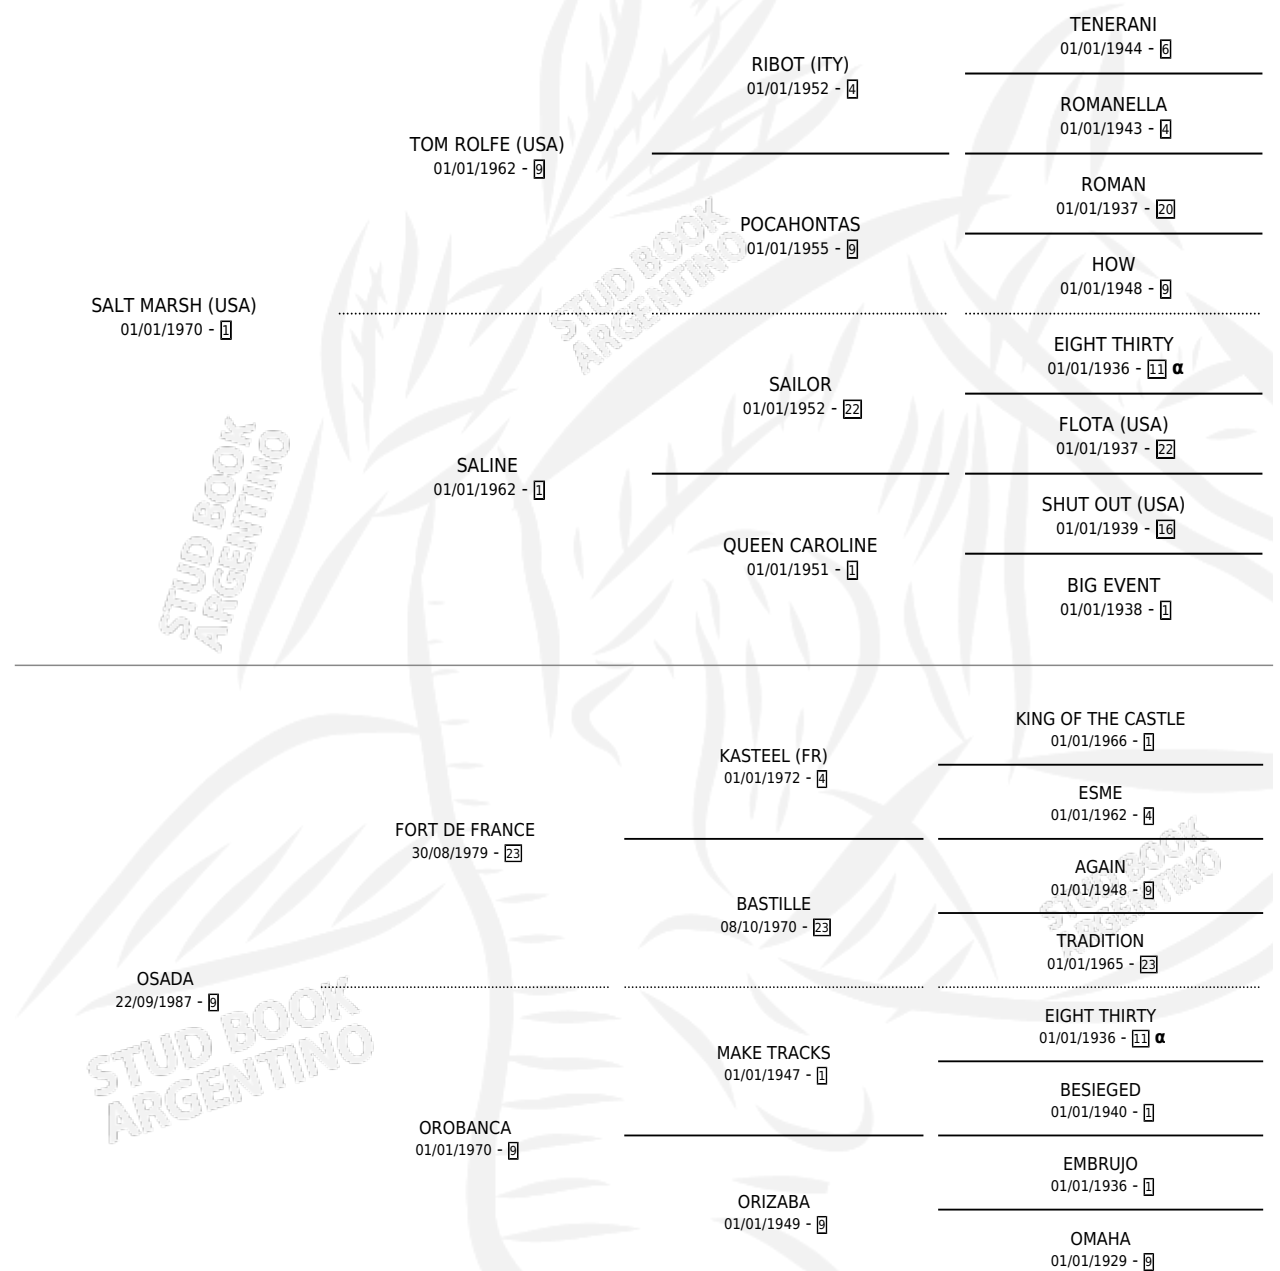 TENERANI
01/01/1944 - 6
RIBOT (ITY)
01/01/1952 - 4
ROMANELLA
01/01/1943 - 4
TOM ROLFE (USA)
01/01/1962 - 9
ROMAN
01/01/1937 - 20
POCAHONTAS
01/01/1955 - 9
HOW
01/01/1948 - 9
SALT MARSH (USA)
01/01/1970 - 1
EIGHT THIRTY
01/01/1936 - 11 α
SAILOR
01/01/1952 - 22
FLOTA (USA)
01/01/1937 - 22
SALINE
01/01/1962 - 1
SHUT OUT (USA)
01/01/1939 - 16
QUEEN CAROLINE
01/01/1951 - 1
BIG EVENT
01/01/1938 - 1
KING OF THE CASTLE
01/01/1966 - 1
KASTEEL (FR)
01/01/1972 - 4
ESME
01/01/1962 - 4
FORT DE FRANCE
30/08/1979 - 23
AGAIN
01/01/1948 - 9
BASTILLE
08/10/1970 - 23
TRADITION
01/01/1965 - 23
OSADA
22/09/1987 - 9
EIGHT THIRTY
01/01/1936 - 11 α
MAKE TRACKS
01/01/1947 - 1
BESIEGED
01/01/1940 - 1
OROBANCA
01/01/1970 - 9
EMBRUJO
01/01/1936 - 1
ORIZABA
01/01/1949 - 9
OMAHA
01/01/1929 - 9
STUD BOOK
ARGENTINO
STUD BOOK
ARGENTINO
STUD BOOK
ARGENTINO
STUD BOOK
ARGENTINO